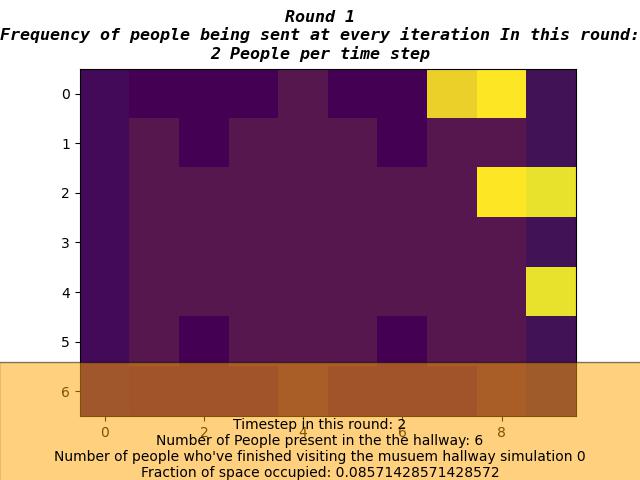 Round 1
Frequency of people being sent at every iteration In this round:
2 People per time step
0
1
2
3
4
5
6
0 2 4 6 8
Timestep in this round: 2
Number of People present in the the hallway: 6
Number of people who've finished visiting the musuem hallway simulation 0
Fraction of space occupied: 0.08571428571428572